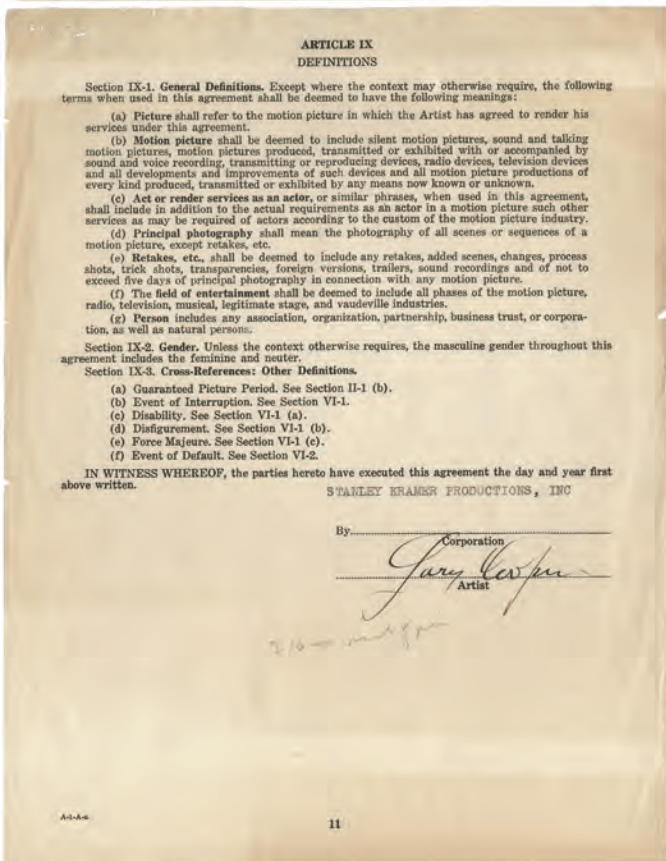 ARTICLE IX
DEFINITIONS
Section IX-1. General Definitions. Except where the context may otherwise require, the following
terms when used in this agreement shall be deemed to have the following meanings:
(a) Picture shall refer to the motion picture in which the Artist has agreed to render his
services under this agreement.
(b) Motion picture shall be deemed to include silent motion pictures, sound and talking
motion pictures, motion pictures produced, transmitted or exhibited with or accompanied by
sound and voice recording, transmitting or reproducing devices, radio devices, television devices
and all developments and improvements of such devices and all motion picture productions of
every kind produced, transmitted or exhibited by any means now known or unknown.
(c) Act or render services as an actor, or similar phrases, when used in this agreement,
shall include in addition to the actual requirements as an actor in a motion picture such other
services as may be required of actors according to the custom of the motion picture industry.
(d) Principal photography shall mean the photography of all scenes or sequences of a
motion picture, except retakes, etc.
(e) Retakes, etc., shall be deemed to include any retakes, added scenes, changes, process
shots, trick shots, transparencies, foreign versions, trailers, sound recordings and of not to
exceed five days of principal photography in connection with any motion picture.
(f) The field of entertainment shall be deemed to include all phases of the motion picture,
radio, television, musical, legitimate stage, and vaudeville industries.
(g) Person includes any association, organization, partnership, business trust, or corpora-
tion, as well as natural persons.
Section IX-2. Gender. Unless the context otherwise requires, the masculine gender throughout this
agreement includes the feminine and neuter.
Section IX-3. Cross-References: Other Definitions.
(a) Guaranteed Picture Period. See Section II-1 (b).
(b) Event of Interruption. See Section VI-1.
(c) Disability. See Section VI-1 (a).
(d) Disfigurement. See Section VI-1 (b).
(e) Force Majeure. See Section VI-1 (c).
(f) Event of Default. See Section VI-2.
IN WITNESS WHEREOF, the parties hereto have executed this agreement the day and year first
above written.
STANLEY KRAMER PRODUCTIONS, INC
By
Corporation
Gary Cooper
Artist
11